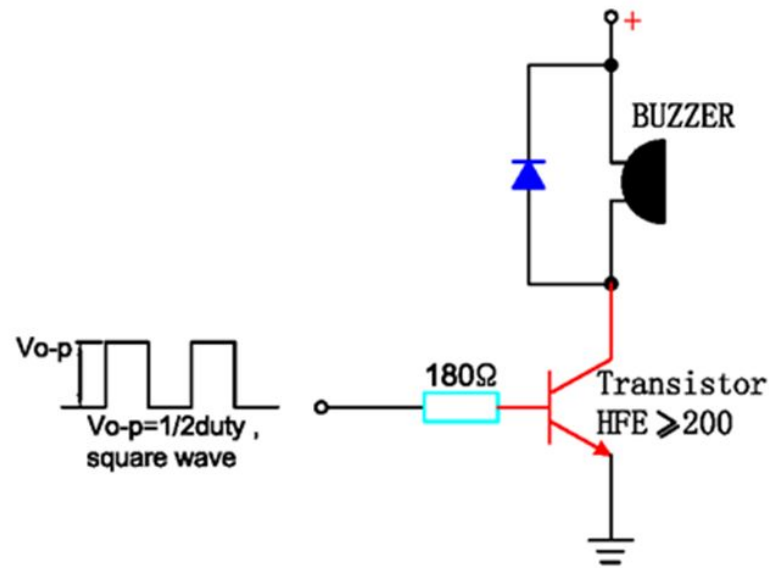 +
BUZZER
Vo-p
180Ω
Transistor
HFE ⩾200
Vo-p=1/2duty ,
square wave